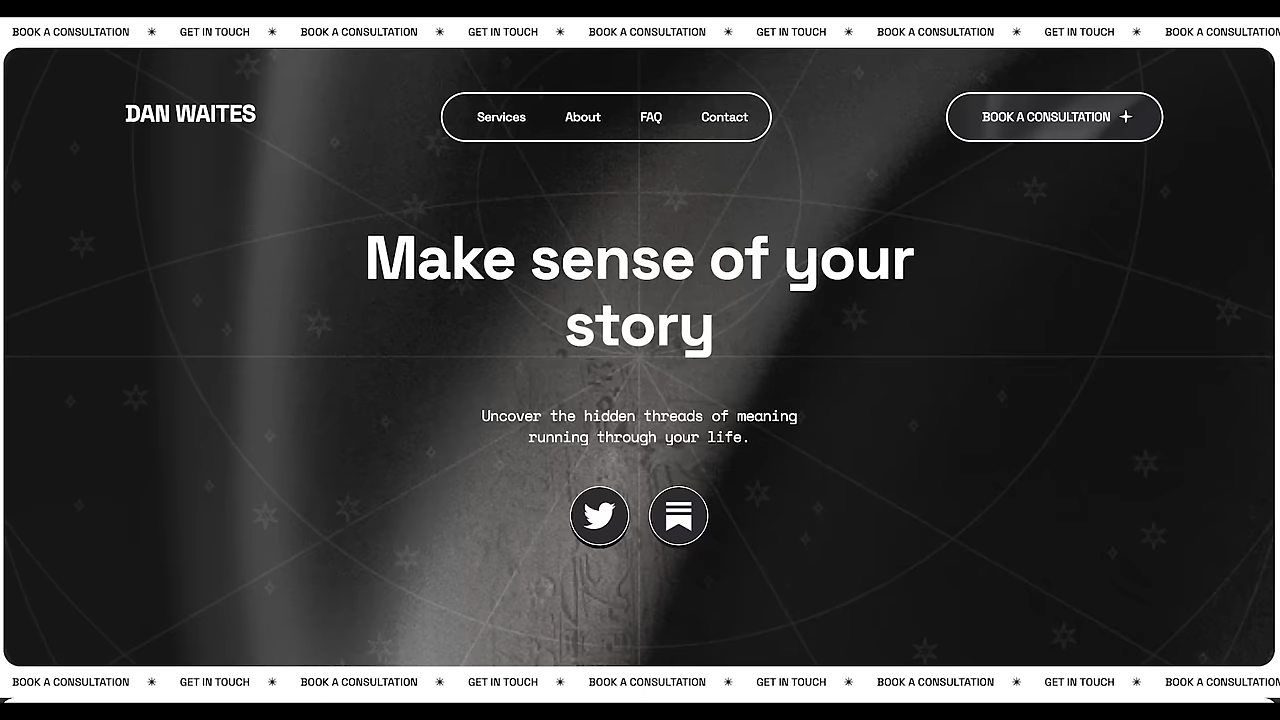 BOOK A CONSULTATION ✴ GET IN TOUCH ✴ BOOK A CONSULTATION ✴ GET IN TOUCH ✴ BOOK A CONSULTATION ✴ GET IN TOUCH ✴ BOOK A CONSULTATION ✴ GET IN TOUCH ✴ BOOK A CONSULTATION
DAN WAITES
Services About FAQ Contact
BOOK A CONSULTATION
Make sense of your
story
Uncover the hidden threads of meaning
running through your life.
BOOK A CONSULTATION ✴ GET IN TOUCH ✴ BOOK A CONSULTATION ✴ GET IN TOUCH ✴ BOOK A CONSULTATION ✴ GET IN TOUCH ✴ BOOK A CONSULTATION ✴ GET IN TOUCH ✴ BOOK A CONSULTATION